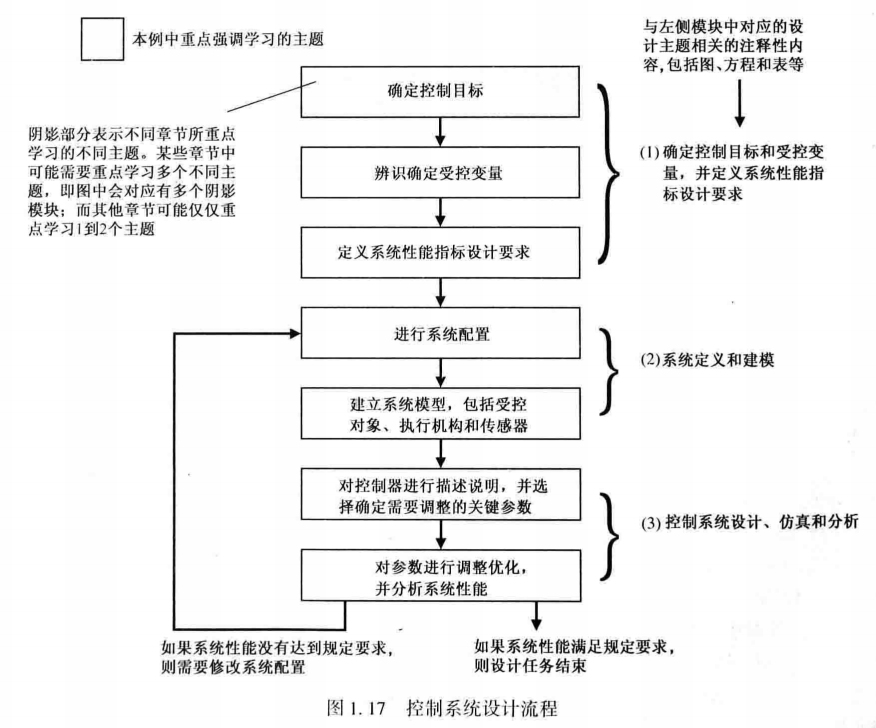 本例中重点强调学习的主题
与左侧模块中对应的设
计主题相关的注释性内
容,包括图、方程和表等
确定控制目标
阴影部分表示不同章节所重点
学习的不同主题。某些章节中
可能需要重点学习多个不同主
题，即图中会对应有多个阴影
模块；而其他章节可能仅仅重
点学习1到2个主题
辨识确定受控变量
(1) 确定控制目标和受控变
量，并定义系统性能指
标设计要求
定义系统性能指标设计要求
进行系统配置
(2) 系统定义和建模
建立系统模型，包括受控
对象、执行机构和传感器
对控制器进行描述说明，并选
择确定需要调整的关键参数
(3) 控制系统设计、仿真和分析
对参数进行调整优化，
并分析系统性能
如果系统性能没有达到规定要求，
则需要修改系统配置
如果系统性能满足规定要求，
则设计任务结束
图 1.17 控制系统设计流程